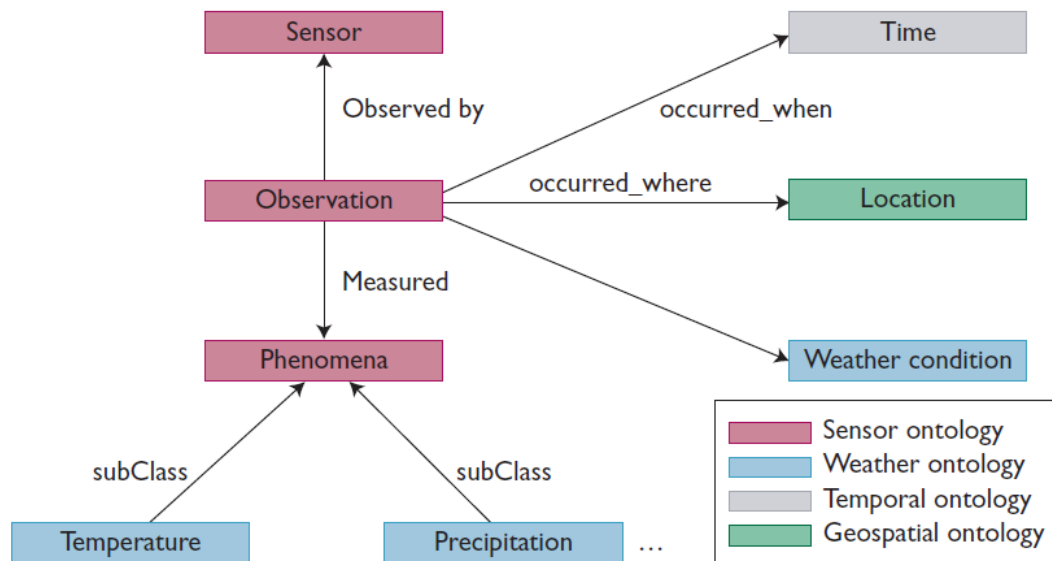 Sensor
Time
Observed by
occurred_when
Observation
occurred_where
Location
Measured
Phenomena
Weather condition
subClass
subClass
Temperature
Precipitation
...
Sensor ontology
Weather ontology
Temporal ontology
Geospatial ontology